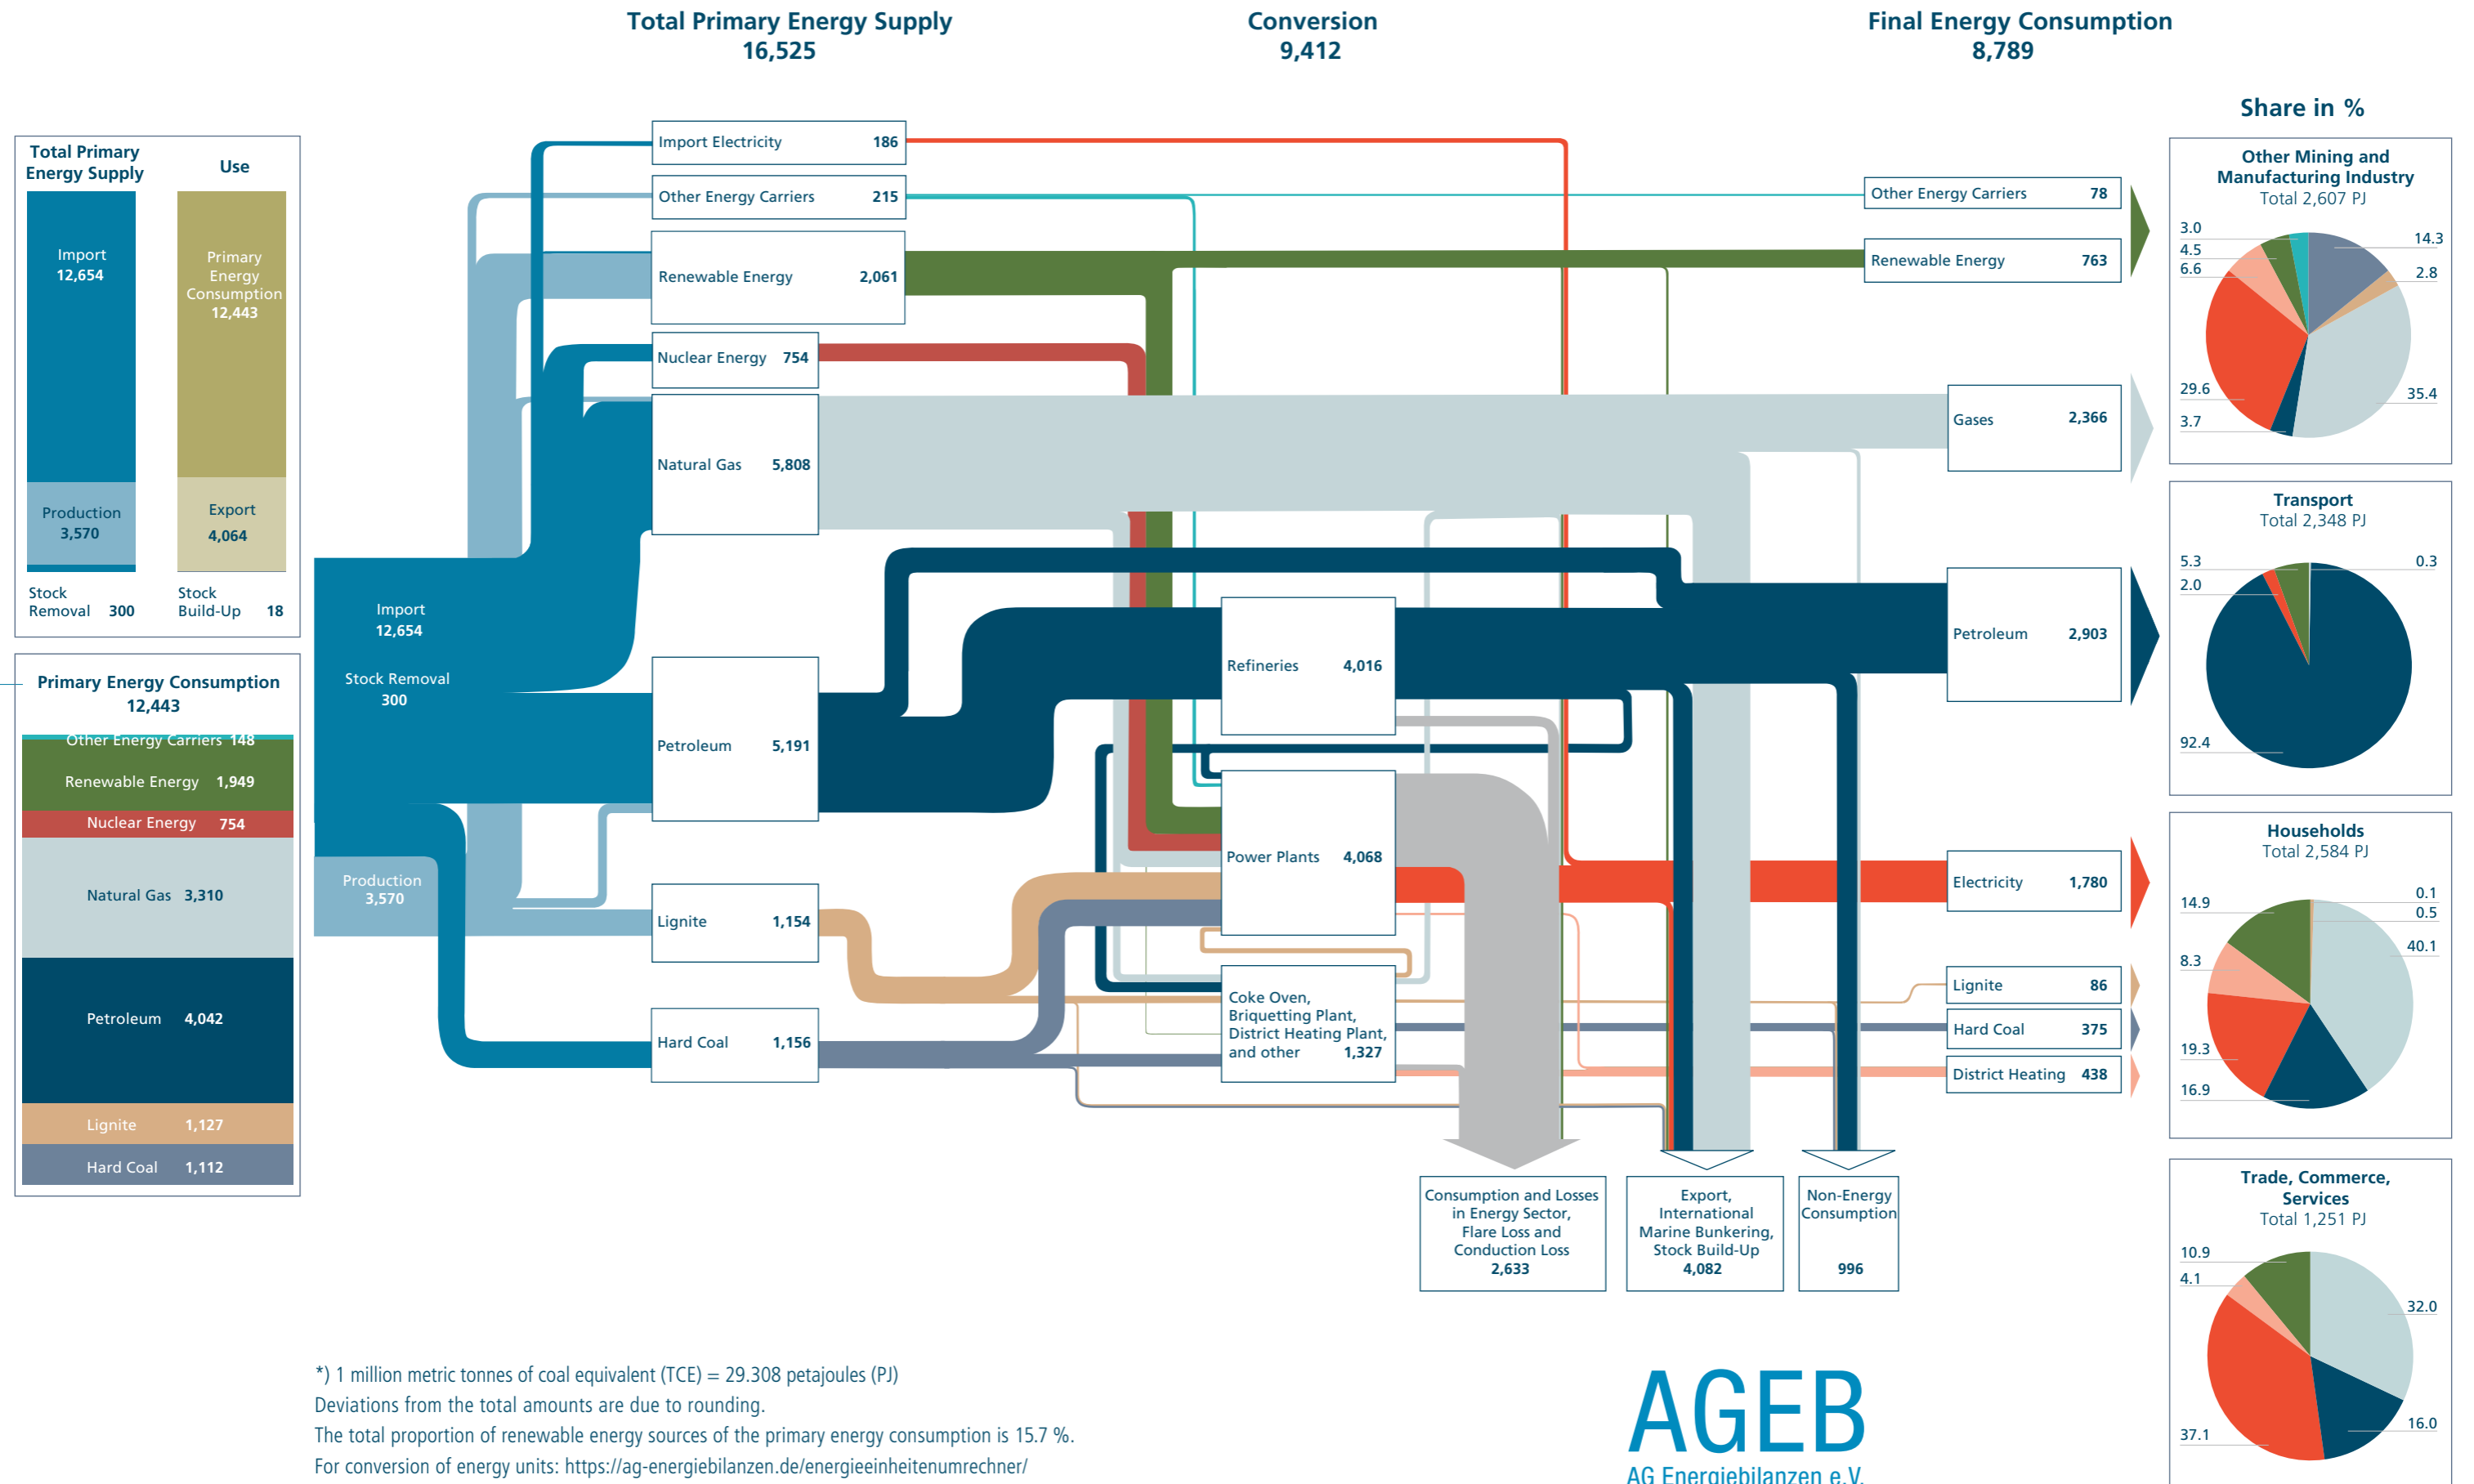 Total Primary Energy Supply
16,525
Conversion
9,412
Final Energy Consumption
8,789
Share in %
Total Primary
Energy Supply
Use
Import
12,654
Production
3,570
Primary
Energy
Consumption
12,443
Export
4,064
Stock
Removal 300
Stock
Build-Up 18
Primary Energy Consumption
12,443
Other Energy Carriers 148
Renewable Energy 1,949
Nuclear Energy 754
Natural Gas 3,310
Petroleum 4,042
Lignite 1,127
Hard Coal 1,112
Import
12,654
Stock Removal
300
Production
3,570
Import Electricity 186
Other Energy Carriers 215
Renewable Energy 2,061
Nuclear Energy 754
Natural Gas 5,808
Petroleum 5,191
Lignite 1,154
Hard Coal 1,156
Refineries 4,016
Power Plants 4,068
Coke Oven,
Briquetting Plant,
District Heating Plant,
and other 1,327
Other Energy Carriers 78
Renewable Energy 763
Gases 2,366
Petroleum 2,903
Electricity 1,780
Lignite 86
Hard Coal 375
District Heating 438
Consumption and Losses
in Energy Sector,
Flare Loss and
Conduction Loss
2,633
Export,
International
Marine Bunkering,
Stock Build-Up
4,082
Non-Energy
Consumption
996
Other Mining and
Manufacturing Industry
Total 2,607 PJ
3.0
4.5
6.6
29.6
3.7
14.3
2.8
35.4
Transport
Total 2,348 PJ
5.3
2.0
92.4
0.3
Households
Total 2,584 PJ
14.9
8.3
19.3
16.9
0.1
0.5
40.1
Trade, Commerce,
Services
Total 1,251 PJ
10.9
4.1
37.1
32.0
16.0
*) 1 million metric tonnes of coal equivalent (TCE) = 29.308 petajoules (PJ)
Deviations from the total amounts are due to rounding.
The total proportion of renewable energy sources of the primary energy consumption is 15.7 %.
For conversion of energy units: https://ag-energiebilanzen.de/energieeinheitenumrechner/
AGEB
AG Energiebilanzen e.V.